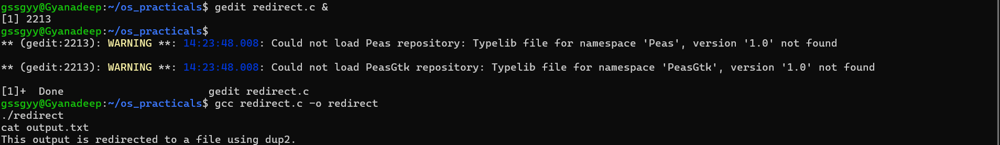 gssgyy@Gyanadeep:~/os_practicals$ gedit redirect.c &
[1] 2213
gssgyy@Gyanadeep:~/os_practicals$
** (gedit:2213): WARNING **: 14:23:48.008: Could not load Peas repository: Typelib file for namespace 'Peas', version '1.0' not found
** (gedit:2213): WARNING **: 14:23:48.008: Could not load PeasGtk repository: Typelib file for namespace 'PeasGtk', version '1.0' not found
[1]+  Done                       gedit redirect.c
gssgyy@Gyanadeep:~/os_practicals$ gcc redirect.c -o redirect
./redirect
cat output.txt
This output is redirected to a file using dup2.